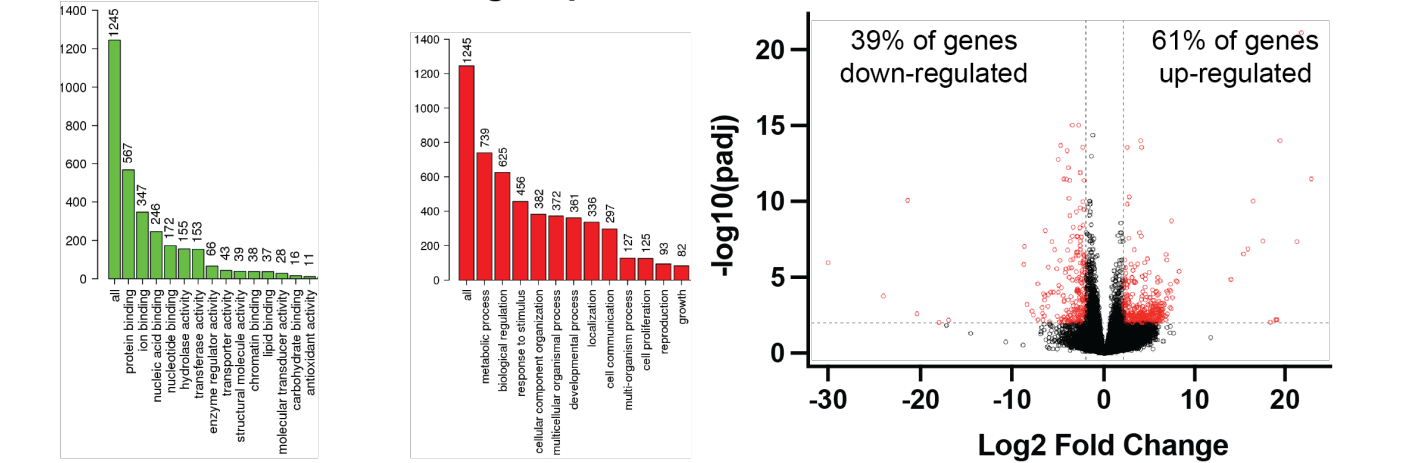 1400
1200
1000
800
600
400
200
0
1245
567
347
246
172
155
153
66
43
39
38
37
28
16
11
all
protein binding
ion binding
nucleic acid binding
nucleotide binding
hydrolase activity
transferase activity
enzyme regulator activity
transporter activity
structural molecule activity
chromatin binding
lipid binding
molecular transducer activity
carbohydrate binding
antioxidant activity
1400
1200
1000
800
600
400
200
0
1245
739
625
456
382
372
361
336
297
127
125
93
82
all
metabolic process
biological regulation
response to stimulus
cellular component organization
multicellular organismal process
developmental process
localization
cell communication
multi-organism process
cell proliferation
reproduction
growth
39% of genes
down-regulated
61% of genes
up-regulated
-log10(padj)
20
15
10
5
0
-30
-20
-10
0
10
20
Log2 Fold Change